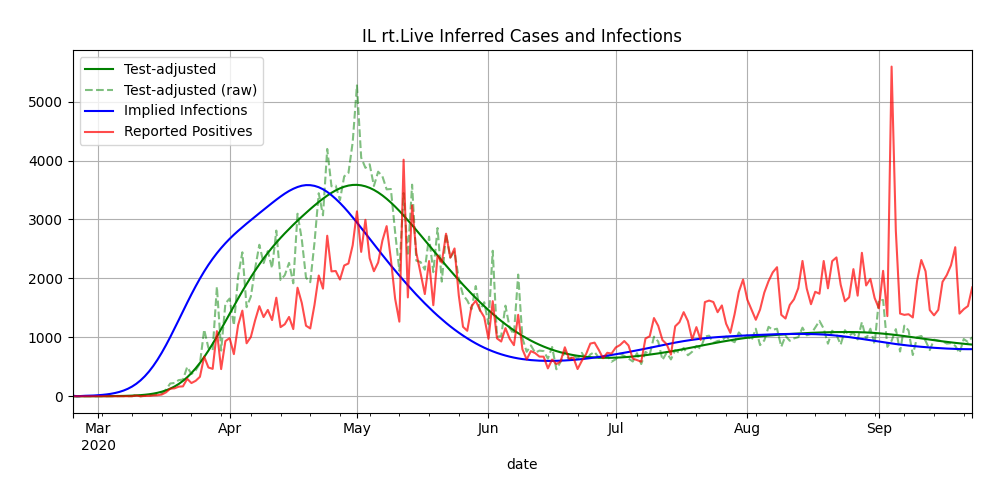 IL rt.Live Inferred Cases and Infections
Test-adjusted
Test-adjusted (raw)
Implied Infections
Reported Positives
5000
4000
3000
2000
1000
0
Mar Apr May Jun Jul Aug Sep
2020
date